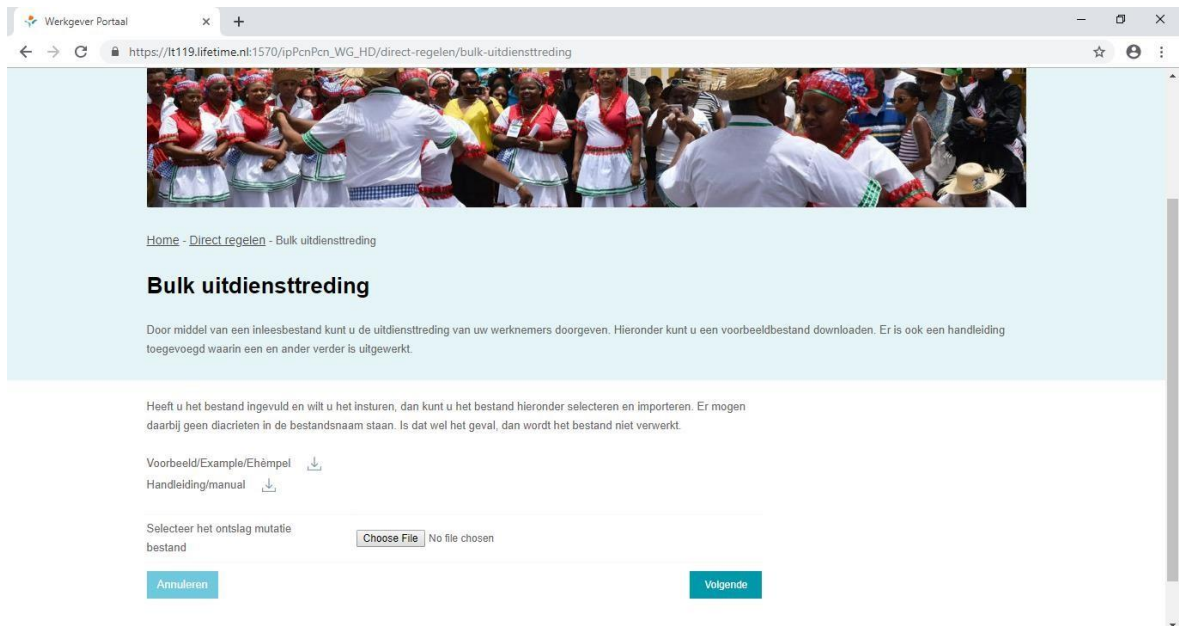 Werkgever Portaal
https://lt119.lifetime.nl:1570/ipPcnPcn_WG_HD/direct-regelen/bulk-uitdiensttreding
Home - Direct regelen - Bulk uitdiensttreding
Bulk uitdiensttreding
Door middel van een inleesbestand kunt u de uitdiensttreding van uw werknemers doorgeven. Hieronder kunt u een voorbeeldbestand downloaden. Er is ook een handleiding
toegevoegd waarin een en ander verder is uitgewerkt.
Heeft u het bestand ingevuld en wilt u het insturen, dan kunt u het bestand hieronder selecteren en importeren. Er mogen
daarbij geen diacrieten in de bestandsnaam staan. Is dat wel het geval, dan wordt het bestand niet verwerkt.
Voorbeeld/Example/Ehèmpel
Handleiding/manual
Selecteer het ontslag mutatie
bestand
Choose File No file chosen
Annuleren
Volgende